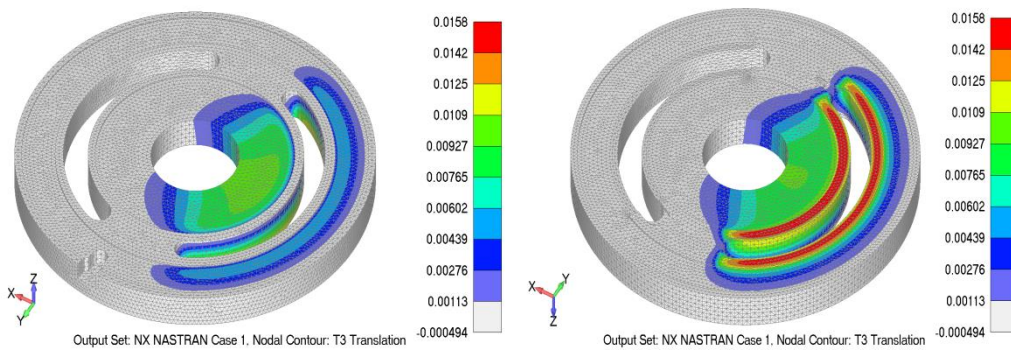 0.0158
0.0142
0.0125
0.0109
0.00927
0.00765
0.00602
0.00439
0.00276
0.00113
-0.000494
Z
X
Y
Output Set: NX NASTRAN Case 1, Nodal Contour: T3 Translation
0.0158
0.0142
0.0125
0.0109
0.00927
0.00765
0.00602
0.00439
0.00276
0.00113
-0.000494
Y
X
Z
Output Set: NX NASTRAN Case 1, Nodal Contour: T3 Translation